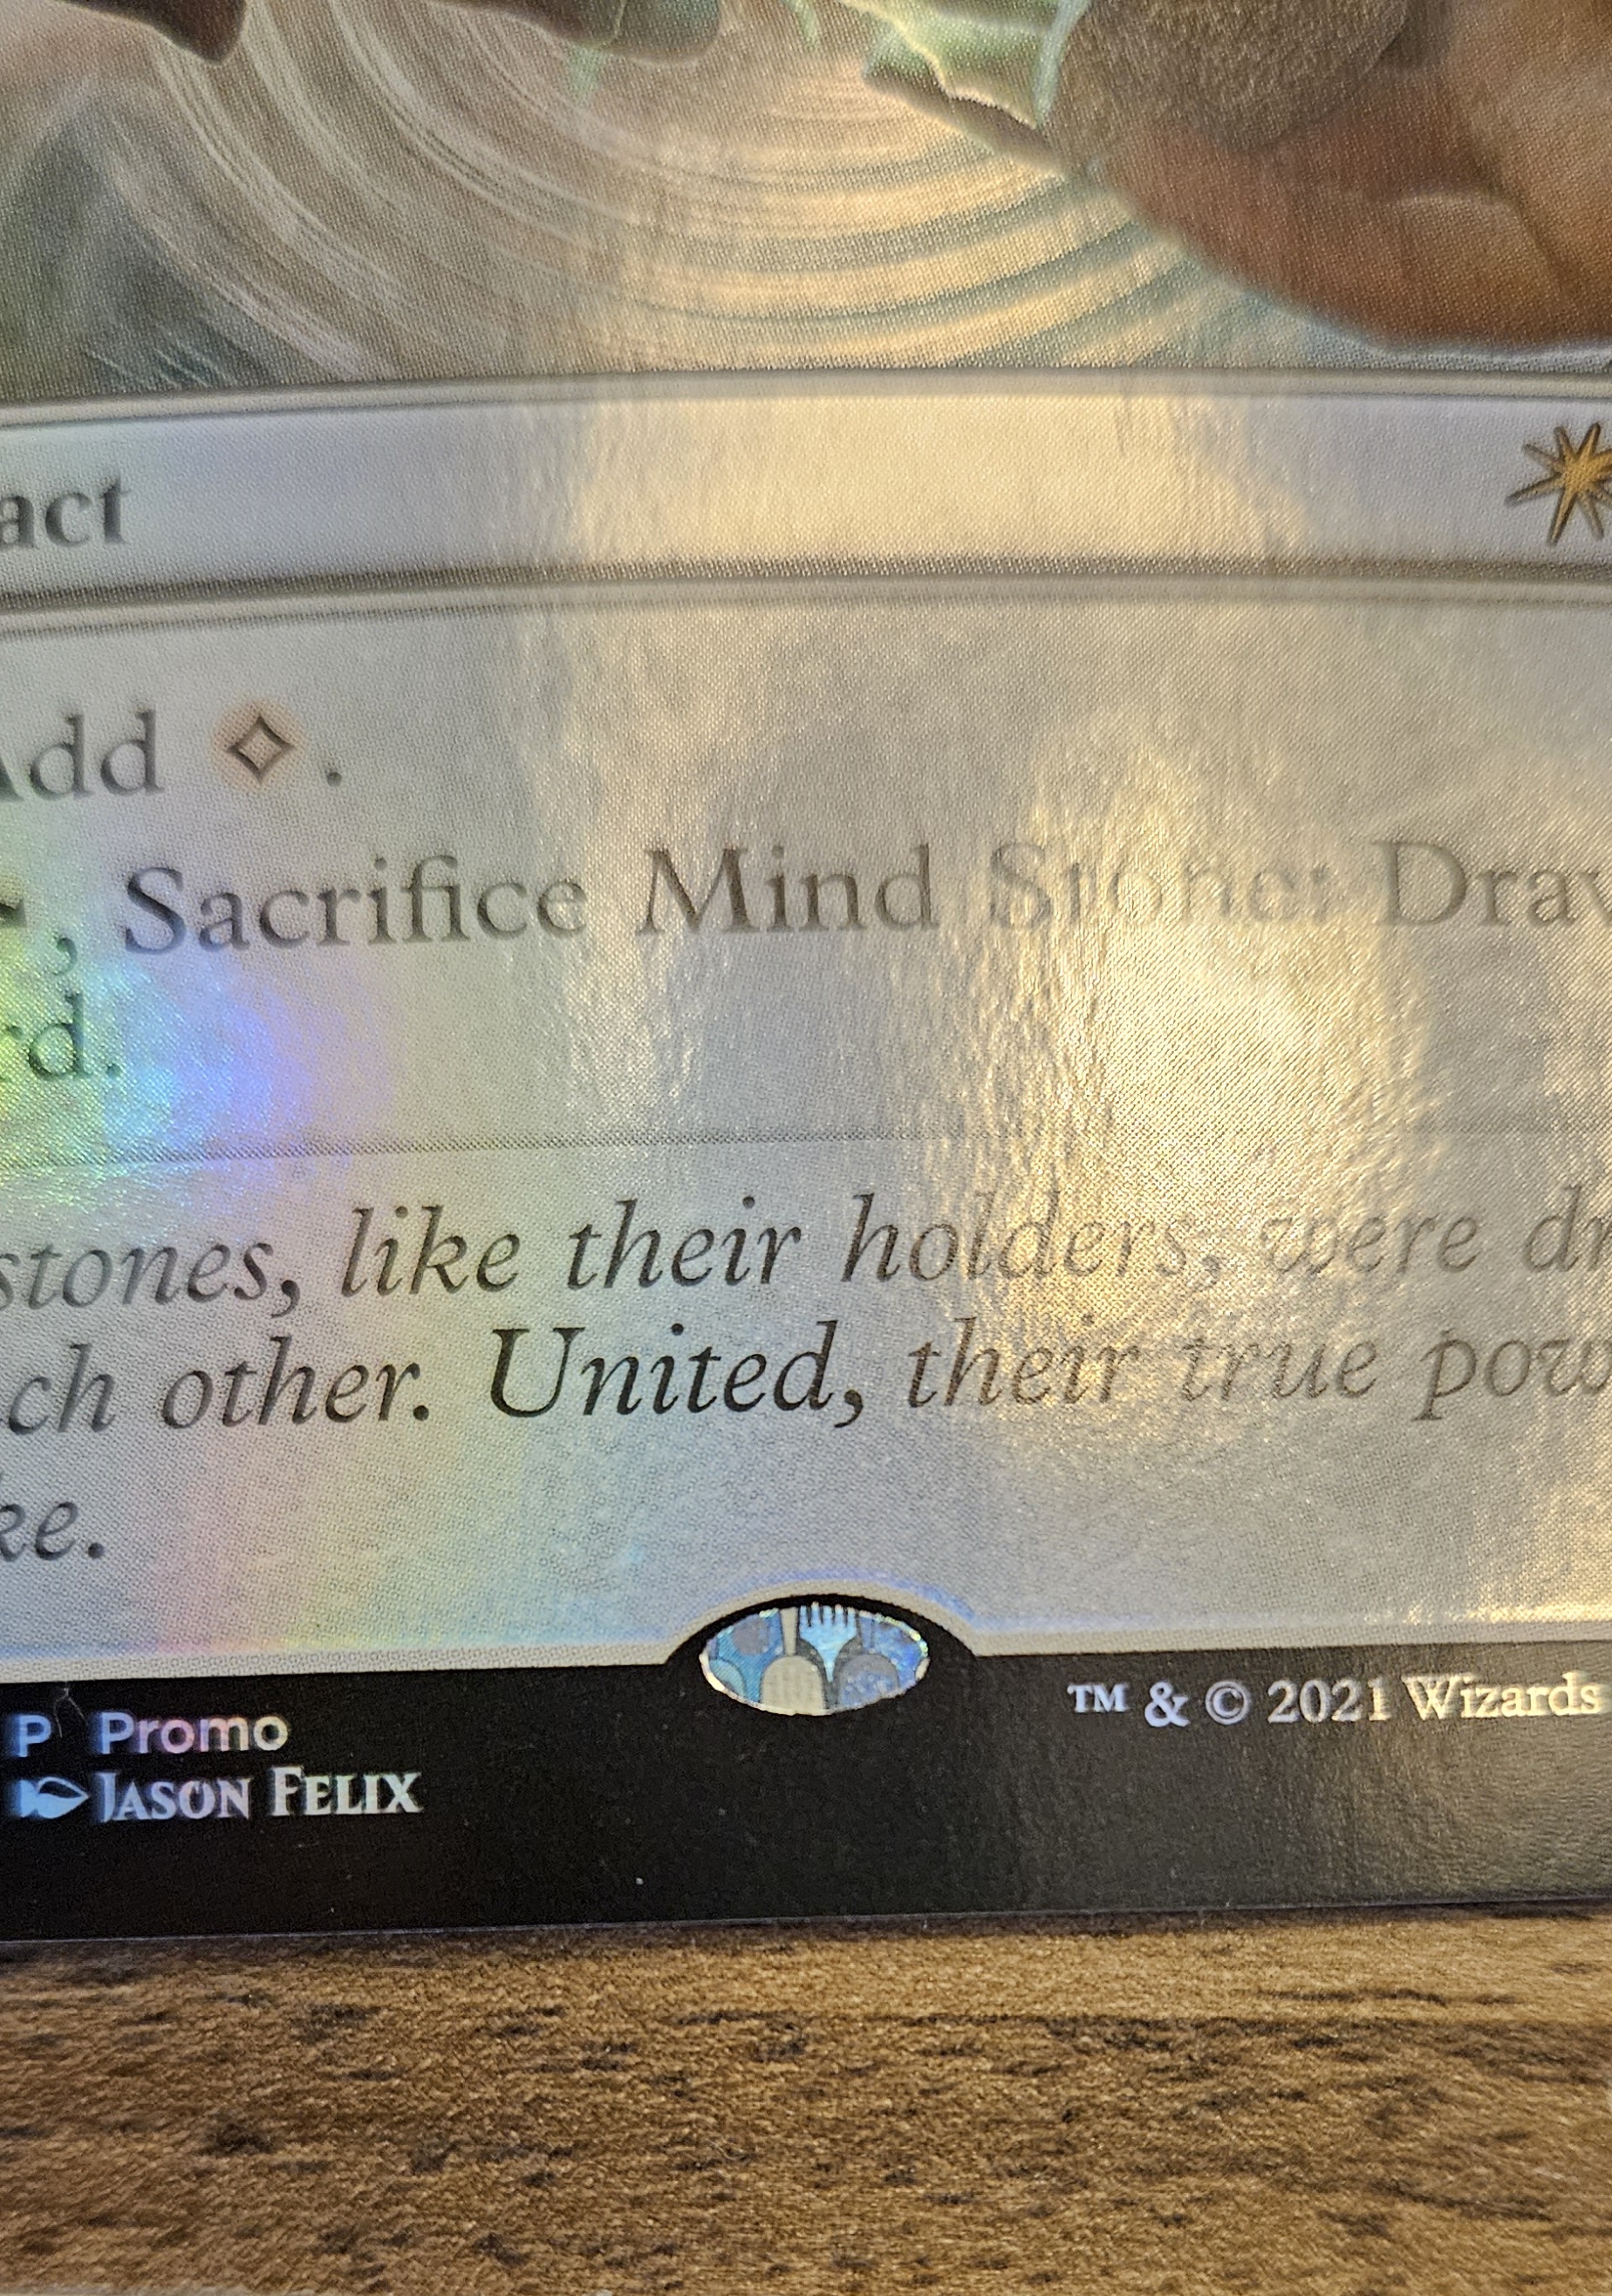 act
Add .
, Sacrifice Mind Stone: Draw
rd.
stones, like their holders, were dr
ch other. United, their true pow
ke.
P Promo
JASON FELIX
™ & © 2021 Wizards